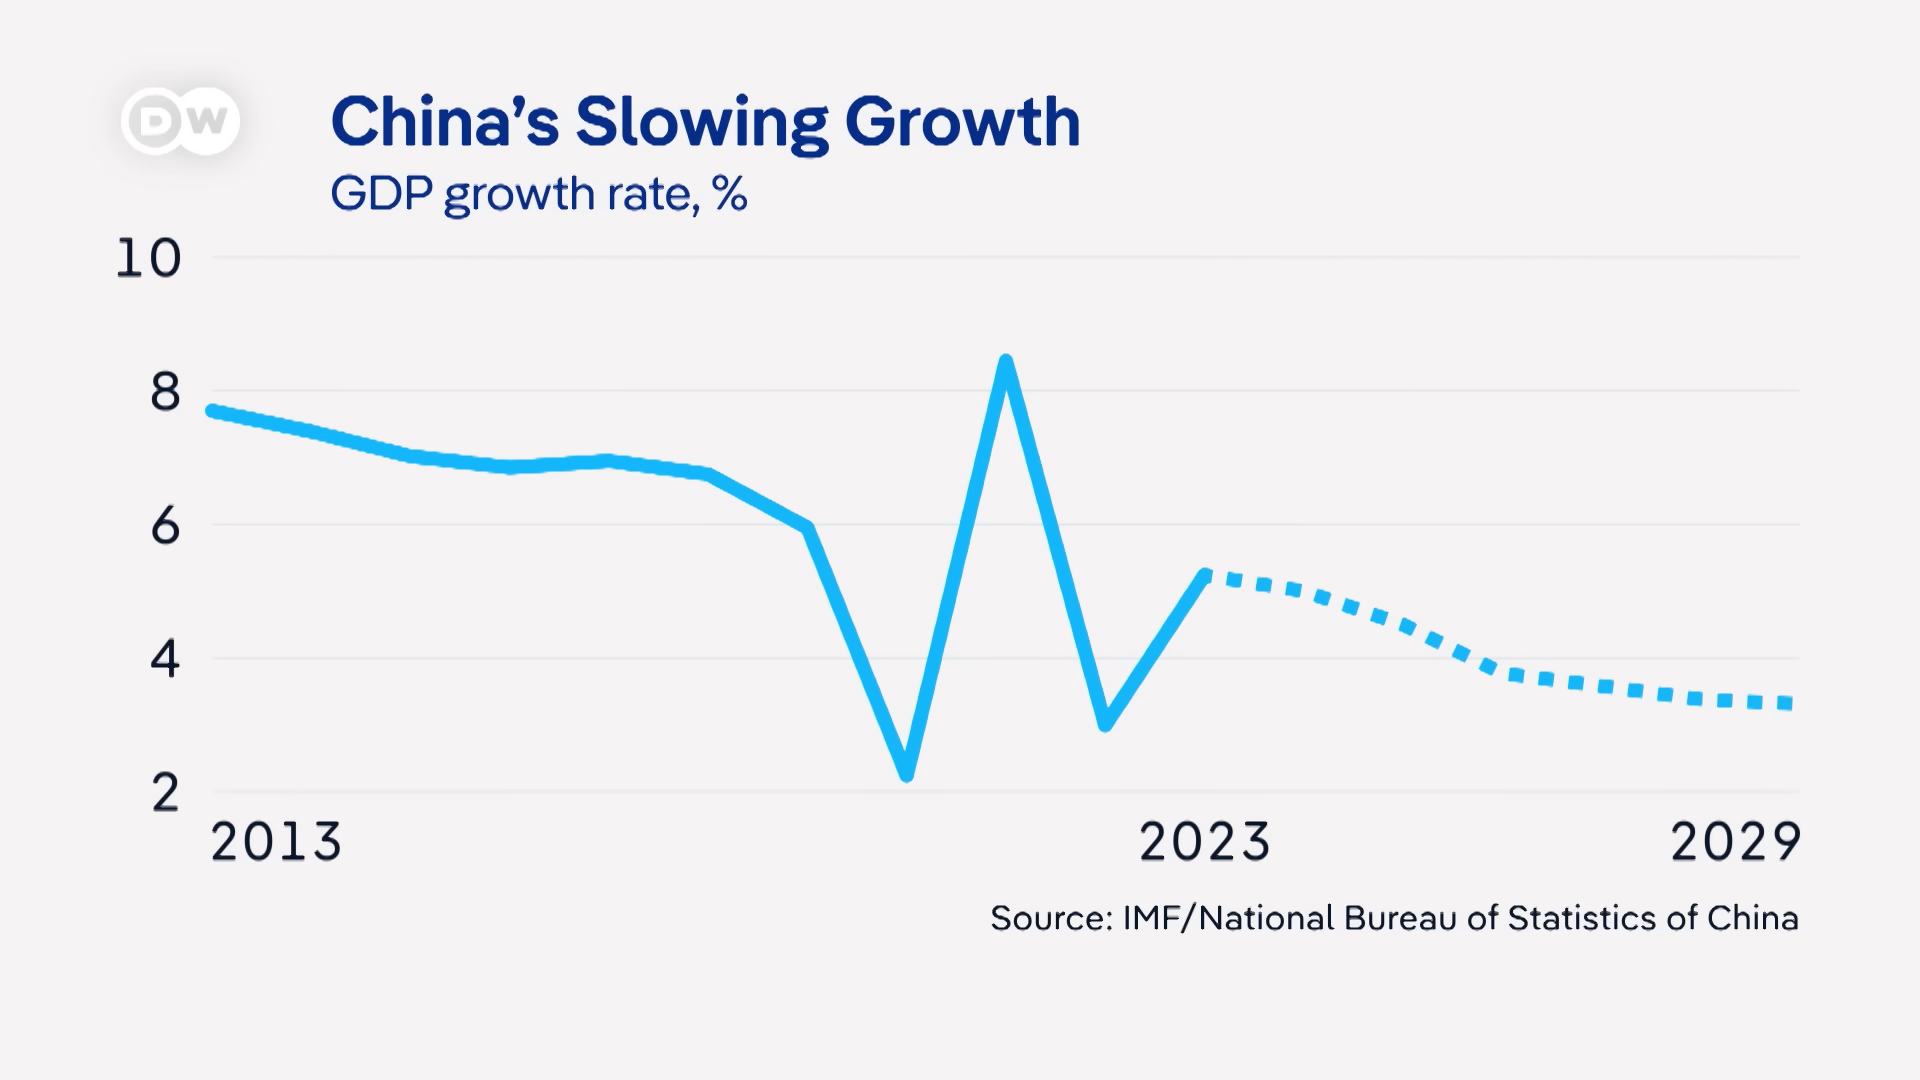 DW
China’s Slowing Growth
GDP growth rate, %
10
8
6
4
2
2013 2023 2029
Source: IMF/National Bureau of Statistics of China